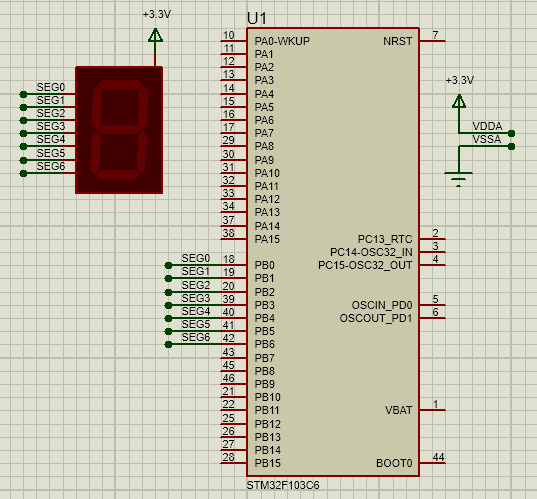 +3.3V
SEG0
SEG1
SEG2
SEG3
SEG4
SEG5
SEG6
U1
10 PA0-WKUP
11 PA1
12 PA2
13 PA3
14 PA4
15 PA5
16 PA6
17 PA7
29 PA8
30 PA9
31 PA10
32 PA11
33 PA12
34 PA13
37 PA14
38 PA15
SEG0 18 PB0
SEG1 19 PB1
SEG2 20 PB2
SEG3 39 PB3
SEG4 40 PB4
SEG5 41 PB5
SEG6 42 PB6
43 PB7
45 PB8
46 PB9
21 PB10
22 PB11
25 PB12
26 PB13
27 PB14
28 PB15
NRST 7
PC13_RTC 2
PC14-OSC32_IN 3
PC15-OSC32_OUT 4
OSCIN_PD0 5
OSCOUT_PD1 6
VBAT 1
BOOT0 44
STM32F103C6
+3.3V
VDDA
VSSA